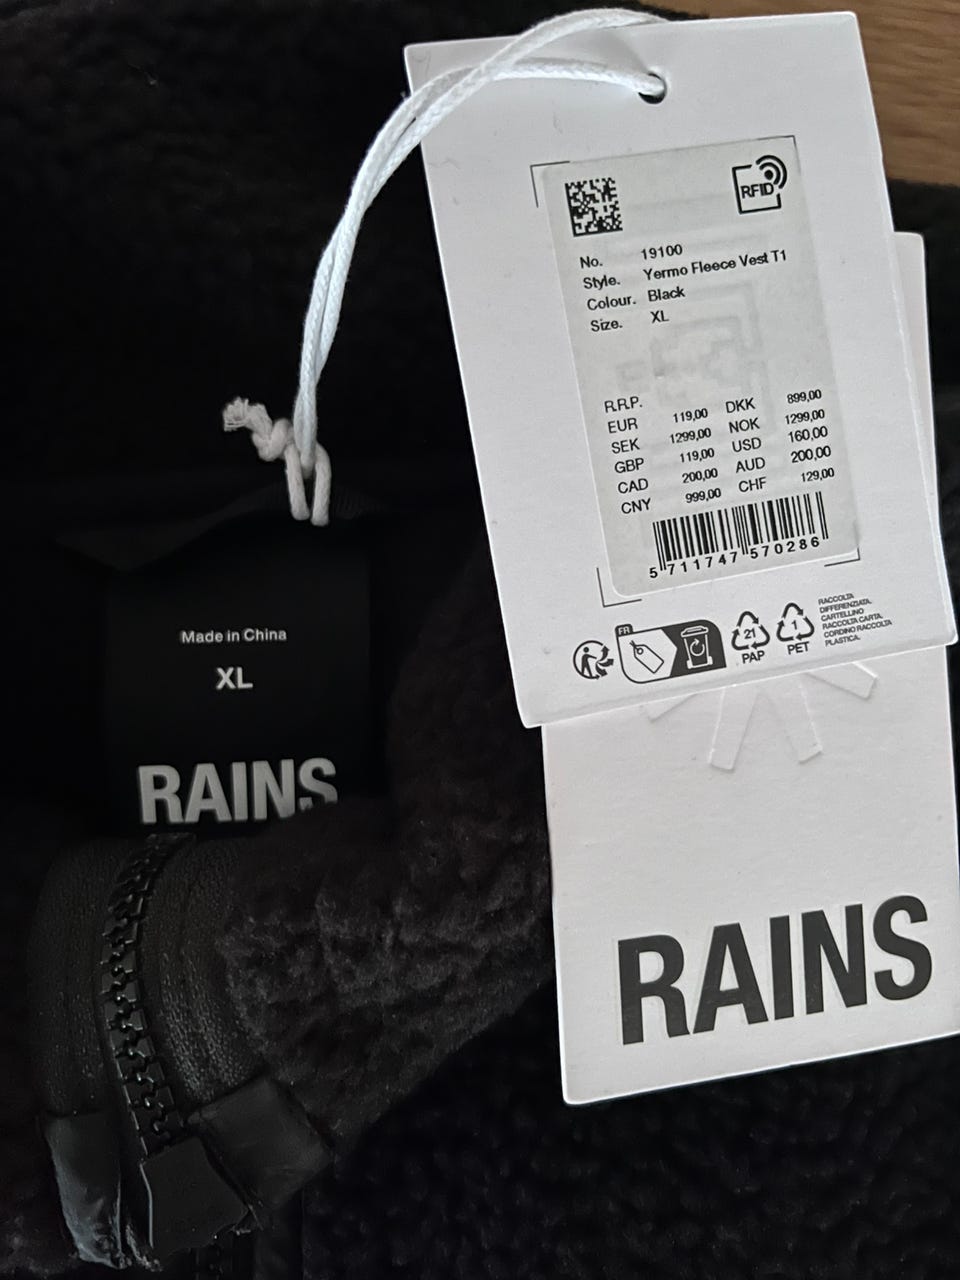 RFID
No. 19100
Style. Yermo Fleece Vest T1
Colour. Black
Size. XL
R.R.P.
EUR 119,00 DKK 899,00
SEK 1299,00 NOK 1299,00
GBP 119,00 USD 160,00
CAD 200,00 AUD 200,00
CNY 999,00 CHF 129,00
5 711747 570286
FR
21
PAP
1
PET
RACCOLTA
DIFFERENZIATA.
CARTELLINO
RACCOLTA CARTA.
CORDINO RACCOLTA
PLASTICA.
Made in China
XL
RAINS
RAINS